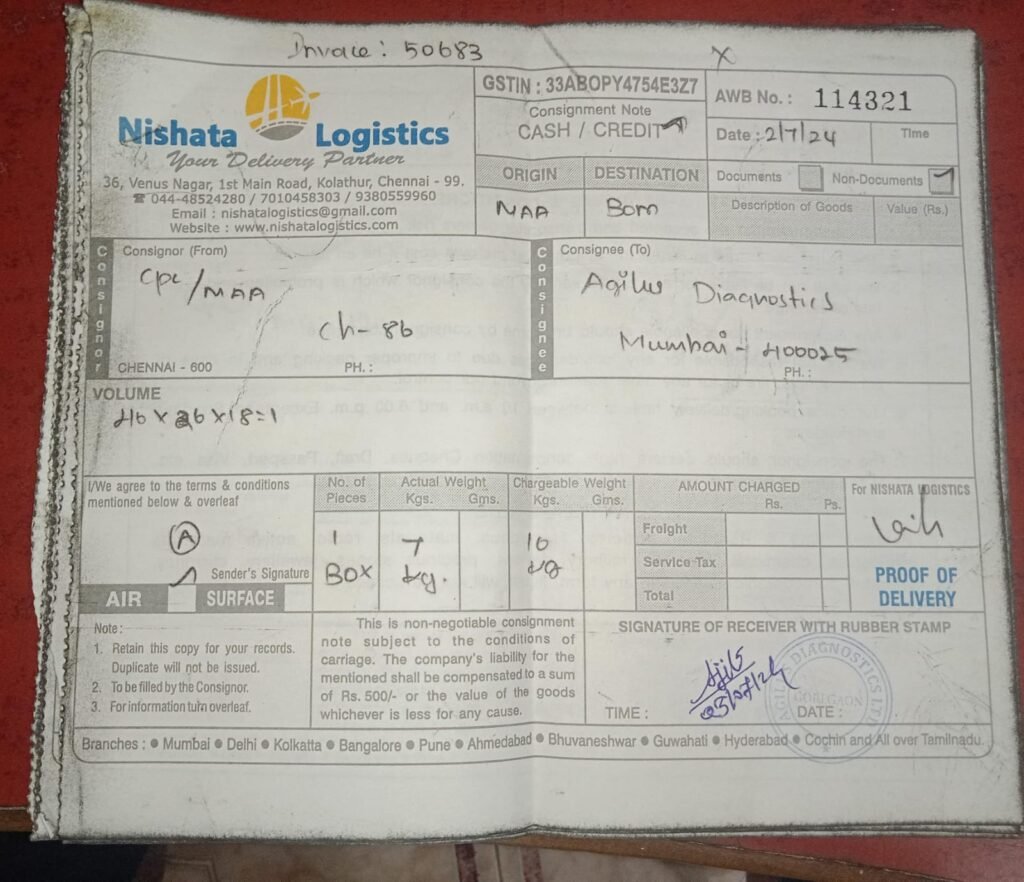 Invoice: 50683
X
Nishata Logistics
Your Delivery Partner
36, Venus Nagar, 1st Main Road, Kolathur, Chennai - 99.
☎ 044-48524280 / 7010458303 / 9380559960
Email : nishatalogistics@gmail.com
Website : www.nishatalogistics.com
GSTIN : 33ABOPY4754E3Z7
Consignment Note
CASH / CREDIT
AWB No. : 114321
Date : 2/7/24
Time
ORIGIN
DESTINATION
MAA
Bom
Documents
Non-Documents
Description of Goods
Value (Rs.)
Consignor
Consignor (From)
Cpc/MAA
Ch-86
CHENNAI - 600
PH. :
Consignee
Consignee (To)
Agilus Diagnostics
Mumbai - 400025
PH. :
VOLUME
46 x 26 x 18 = 1
I/We agree to the terms & conditions
mentioned below & overleaf
A
Sender's Signature
AIR
SURFACE
No. of
Pieces
1
BOX
Actual Weight
Kgs. Gms.
7
kg.
Chargeable Weight
Kgs. Gms.
10
kg
AMOUNT CHARGED
Rs. Ps.
Freight
Service Tax
Total
For NISHATA LOGISTICS
PROOF OF
DELIVERY
Note :
1. Retain this copy for your records.
Duplicate will not be issued.
2. To be filled by the Consignor.
3. For information turn overleaf.
This is non-negotiable consignment
note subject to the conditions of
carriage. The company's liability for the
mentioned shall be compensated to a sum
of Rs. 500/- or the value of the goods
whichever is less for any cause.
SIGNATURE OF RECEIVER WITH RUBBER STAMP
DIAGNOSTICS LTD
GOREGAON
TIME :
DATE :
Branches : ● Mumbai ● Delhi ● Kolkatta ● Bangalore ● Pune ● Ahmedabad ● Bhuvaneshwar ● Guwahati ● Hyderabad ● Cochin and All over Tamilnadu.